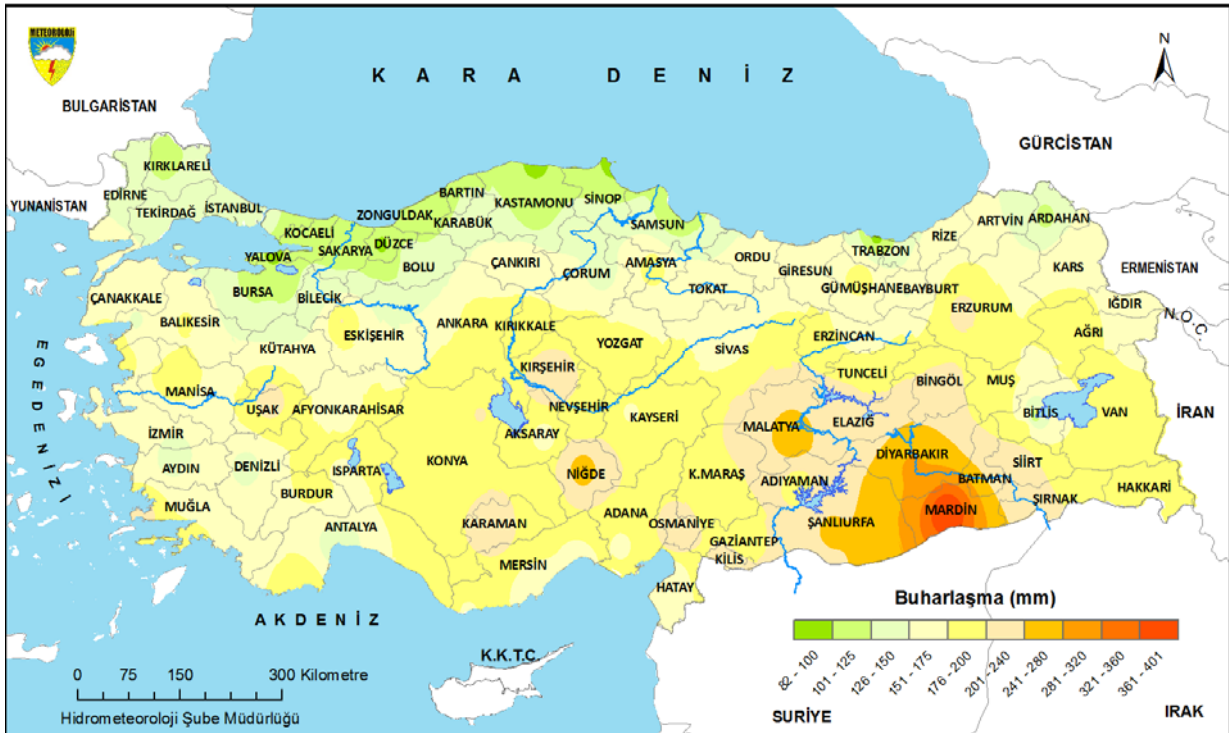 METEOROLOJİ
K A R A D E N İ Z
N
BULGARİSTAN
GÜRCİSTAN
KIRKLARELİ
EDİRNE
YUNANİSTAN
TEKİRDAĞ
İSTANBUL
KOCAELİ
YALOVA
SAKARYA
DÜZCE
ZONGULDAK
BARTIN
KARABÜK
KASTAMONU
SİNOP
SAMSUN
BOLU
ÇANKIRI
ÇORUM
AMASYA
ORDU
GİRESUN
TRABZON
RİZE
ARTVİN
ARDAHAN
KARS
ERMENİSTAN
TOKAT
GÜMÜŞHANE
BAYBURT
ERZURUM
IĞDIR
N.Ö.C.
AĞRI
BURSA
BİLECİK
ÇANAKKALE
BALIKESİR
ESKİŞEHİR
ANKARA
KIRIKKALE
YOZGAT
SİVAS
ERZİNCAN
TUNCELİ
KÜTAHYA
KIRŞEHİR
BİNGÖL
MUŞ
BİTLİS
VAN
İRAN
MANİSA
UŞAK
AFYONKARAHİSAR
NEVŞEHİR
AKSARAY
KAYSERİ
MALATYA
ELAZIĞ
İZMİR
AYDIN
DENİZLİ
ISPARTA
KONYA
NİĞDE
K.MARAŞ
ADIYAMAN
DİYARBAKIR
BATMAN
SİİRT
ŞIRNAK
HAKKARİ
MUĞLA
BURDUR
ANTALYA
KARAMAN
ADANA
OSMANİYE
GAZİANTEP
KİLİS
ŞANLIURFA
MARDİN
MERSİN
HATAY
E G E D E N İ Z İ
A K D E N İ Z
K.K.T.C.
SURİYE
IRAK
Buharlaşma (mm)
82 - 100
101 - 125
126 - 150
151 - 175
176 - 200
201 - 240
241 - 280
281 - 320
321 - 360
361 - 401
0 75 150 300 Kilometre
Hidrometeoroloji Şube Müdürlüğü